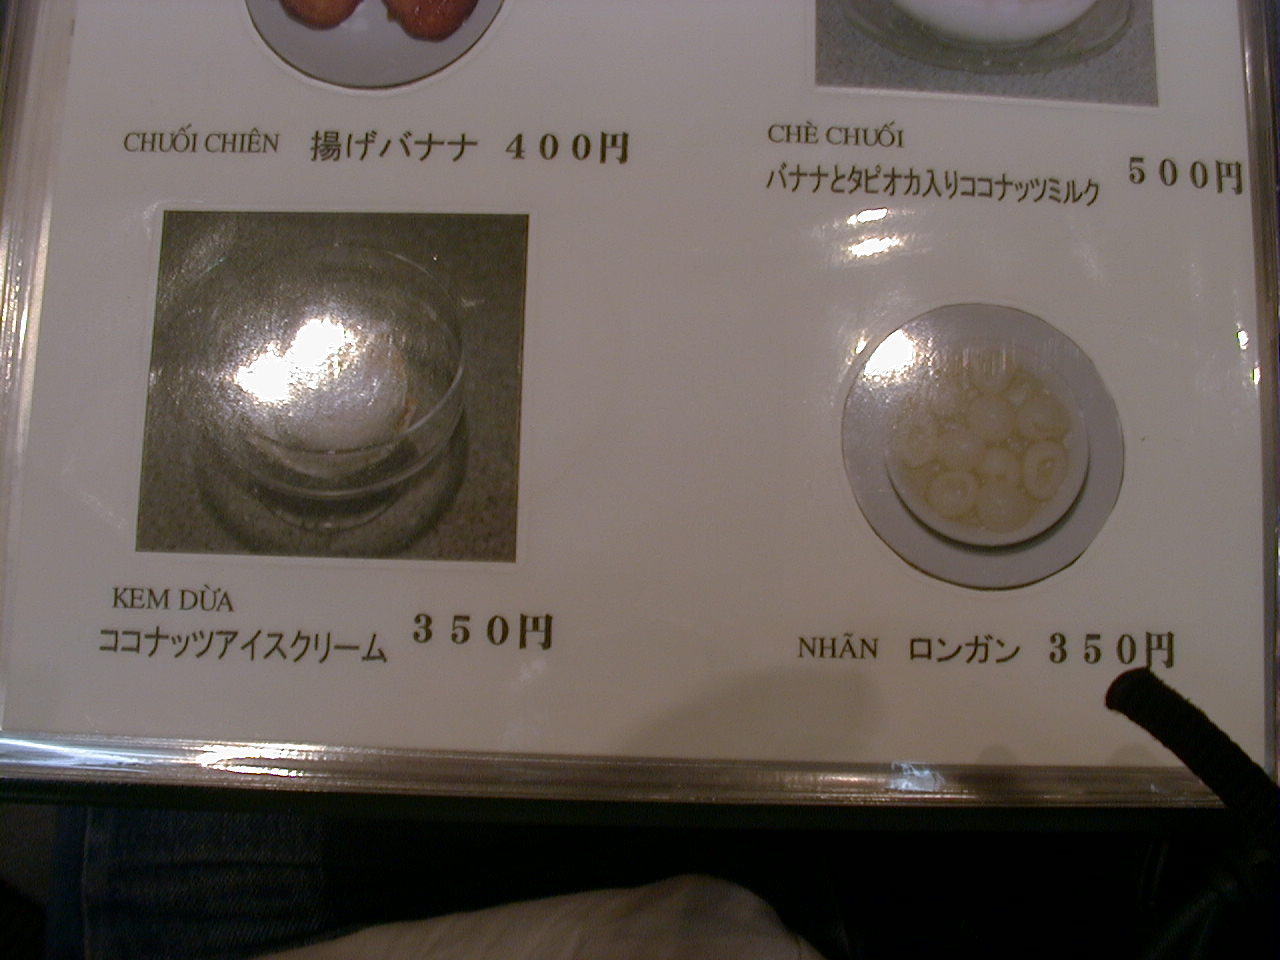 CHUỐI CHIÊN 揚げバナナ ４００円
CHÈ CHUỐI
バナナとタピオカ入りココナッツミルク ５００円
KEM DỪA
ココナッツアイスクリーム ３５０円
NHÃN ロンガン ３５０円